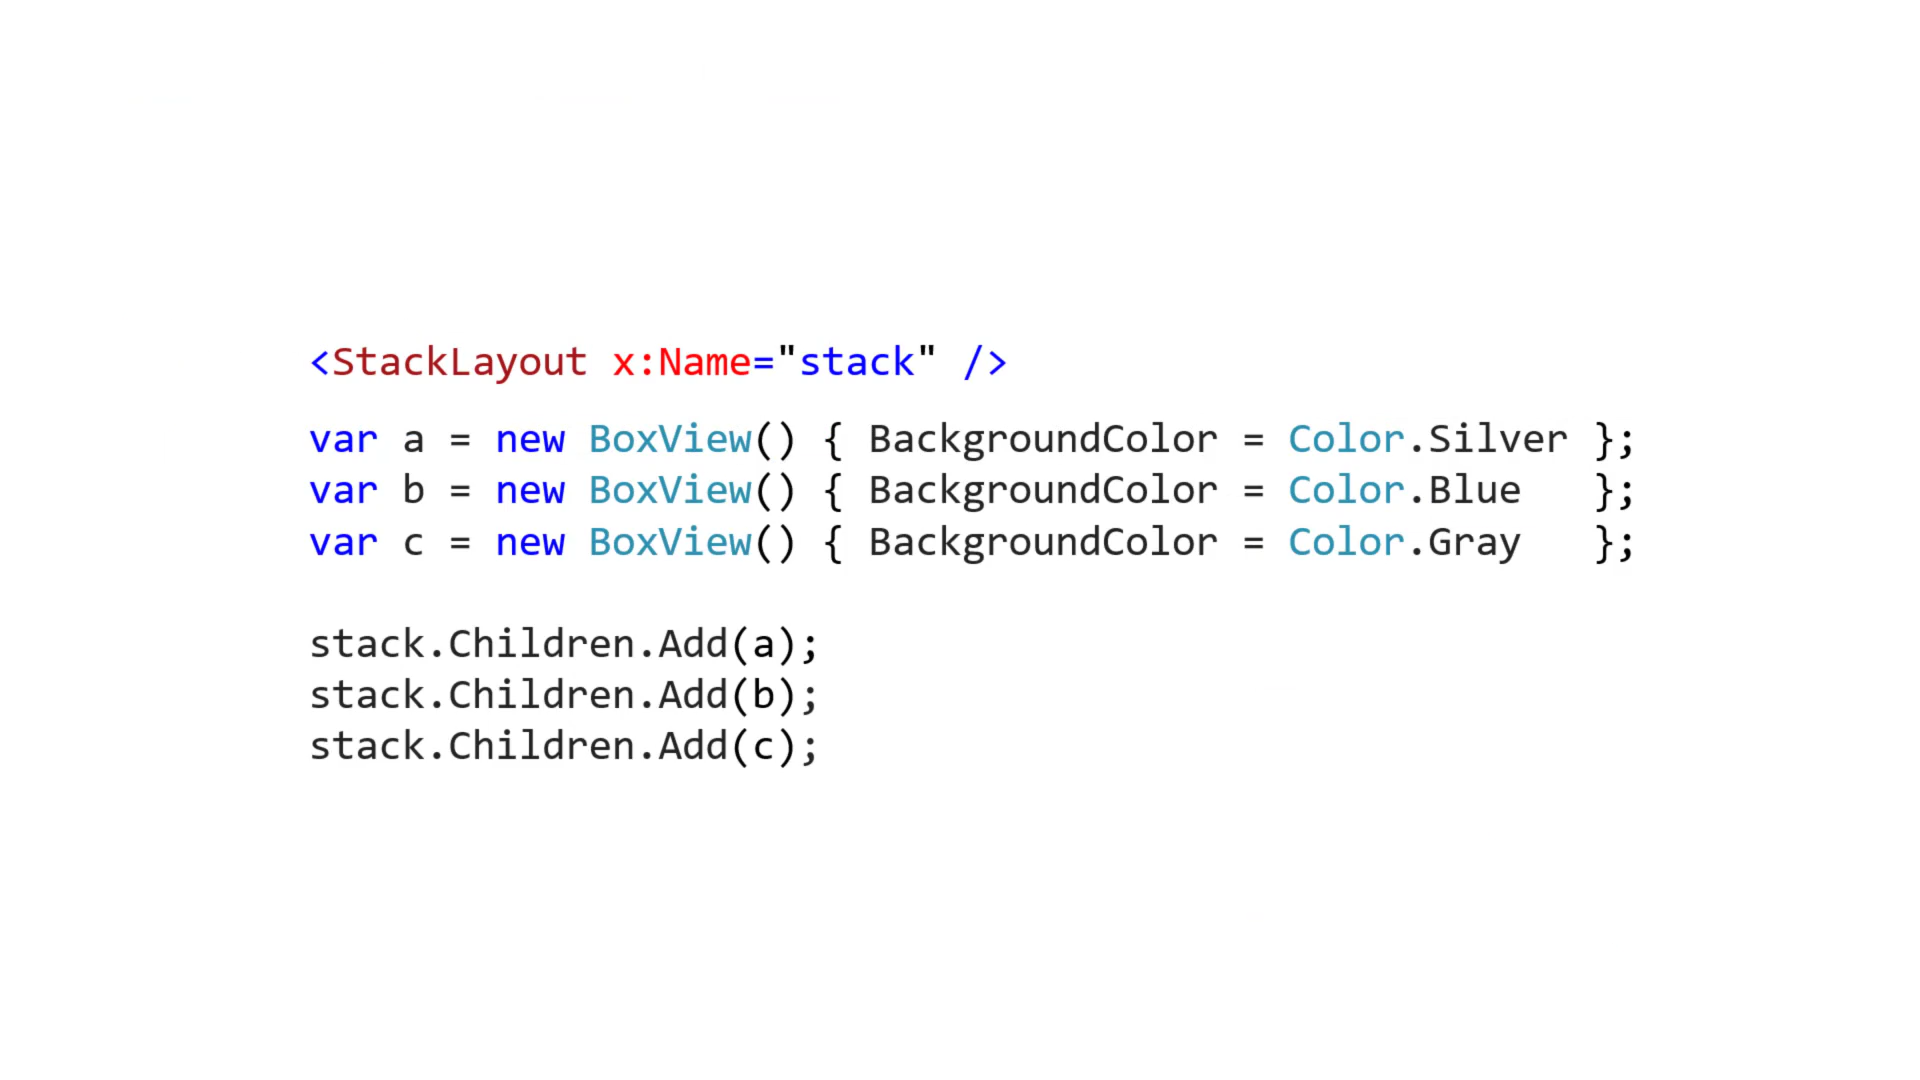 <StackLayout x:Name="stack" />
var a = new BoxView() { BackgroundColor = Color.Silver };
var b = new BoxView() { BackgroundColor = Color.Blue   };
var c = new BoxView() { BackgroundColor = Color.Gray   };
stack.Children.Add(a);
stack.Children.Add(b);
stack.Children.Add(c);